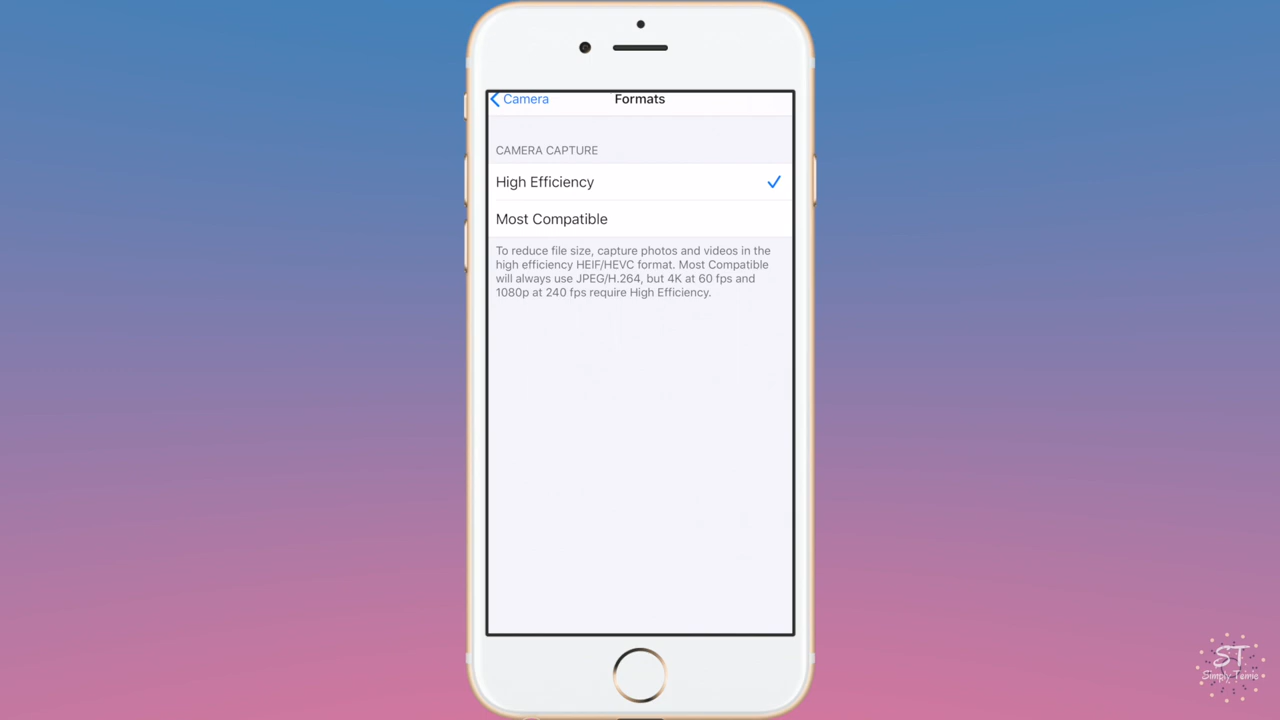 Camera
Formats
CAMERA CAPTURE
High Efficiency
Most Compatible
To reduce file size, capture photos and videos in the
high efficiency HEIF/HEVC format. Most Compatible
will always use JPEG/H.264, but 4K at 60 fps and
1080p at 240 fps require High Efficiency.
ST
Simply